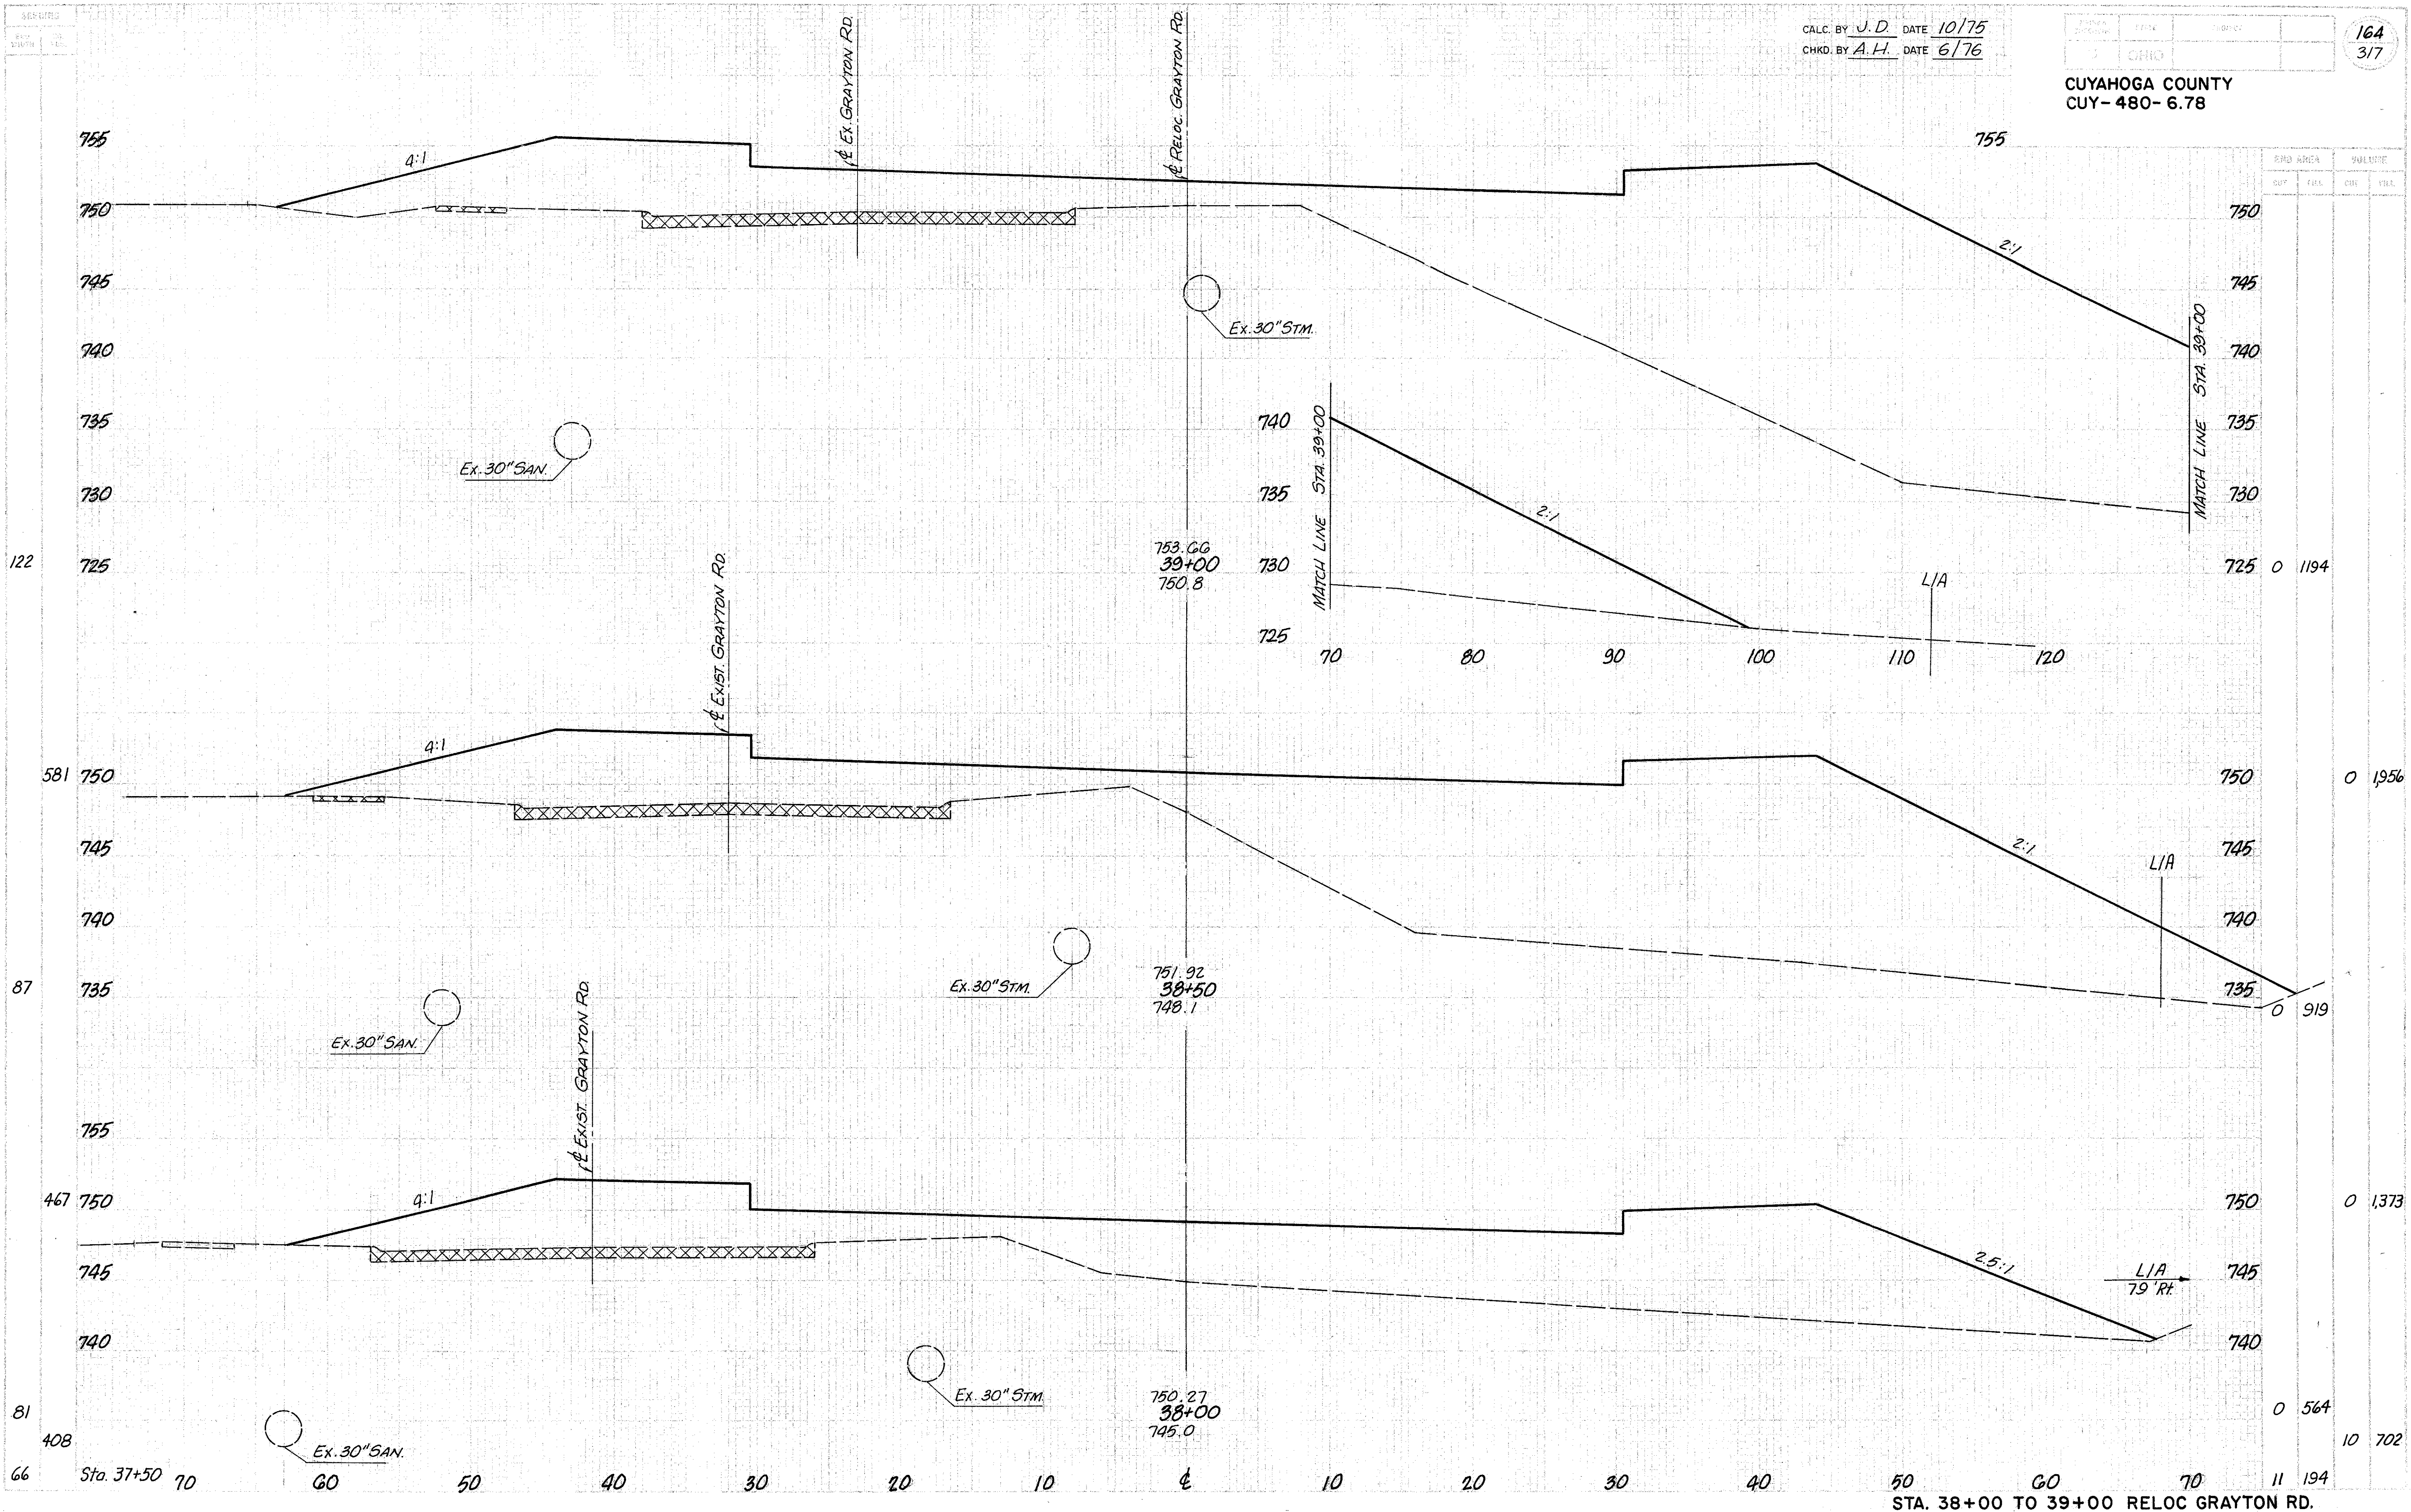 CALC. BY J.D. DATE 10/75
CHKD. BY A.H. DATE 6/76
OHIO
164
317
CUYAHOGA COUNTY
CUY-480-6.78
℄ EX. GRAYTON RD.
℄ RELOC. GRAYTON RD.
755
755
4:1
END AREA VOLUME
CUT FILL CUT FILL
750
750
2:1
745
745
EX. 30" STM.
740
740
MATCH LINE STA. 39+00
735
740
735
EX. 30" SAN.
MATCH LINE STA. 39+00
730
735
730
2:1
753.66
39+00
750.8
122
725
730
725
0 1194
L/A
725
70 80 90 100 110 120
℄ EXIST. GRAYTON RD.
4:1
581
750
750
0 1,956
745
2:1
745
L/A
740
740
EX. 30" STM.
751.92
38+50
748.1
87
735
735
0 919
EX. 30" SAN.
℄ EXIST. GRAYTON RD.
755
4:1
467
750
750
0 1,373
745
2.5:1
L/A
79' Rt.
745
740
740
EX. 30" STM.
750.27
38+00
745.0
81
0 564
408
EX. 30" SAN.
10 702
66
Sta. 37+50
70 60 50 40 30 20 10 ℄ 10 20 30 40 50 60 70
11 194
STA. 38+00 TO 39+00 RELOC GRAYTON RD.